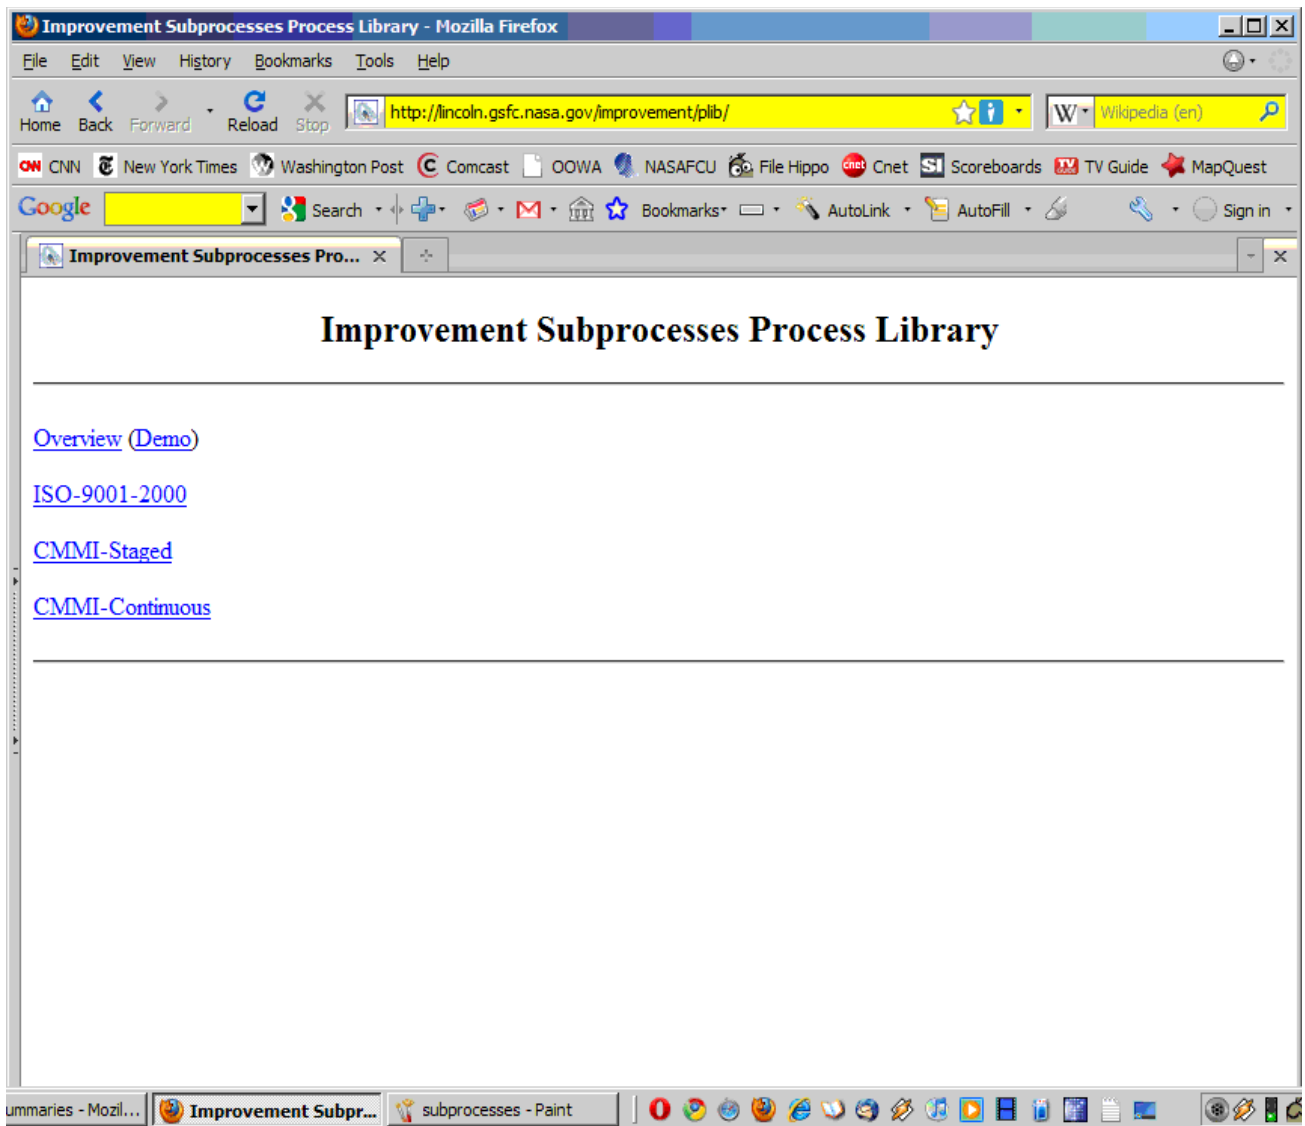 Improvement Subprocesses Process Library - Mozilla Firefox
File Edit View History Bookmarks Tools Help
Home Back Forward Reload Stop http://lincoln.gsfc.nasa.gov/improvement/plib/ W Wikipedia (en)
CNN CNN New York Times Washington Post C Comcast OOWA NASAFCU File Hippo cnet Cnet SI Scoreboards TV Guide MapQuest
Google Search Bookmarks AutoLink AutoFill Sign in
Improvement Subprocesses Pro...
Improvement Subprocesses Process Library
Overview (Demo)
ISO-9001-2000
CMMI-Staged
CMMI-Continuous
ummaries - Mozil... Improvement Subpr... subprocesses - Paint